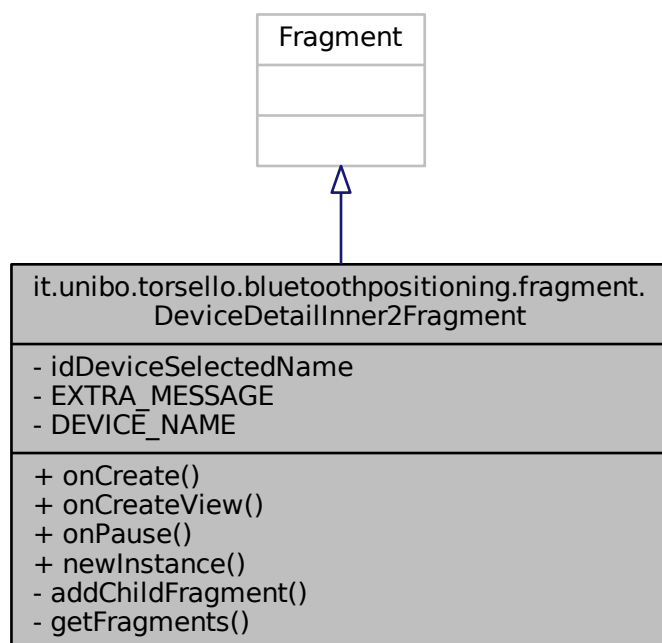 Fragment
it.unibo.torsello.bluetoothpositioning.fragment.
DeviceDetailInner2Fragment
- idDeviceSelectedName
- EXTRA_MESSAGE
- DEVICE_NAME
+ onCreate()
+ onCreateView()
+ onPause()
+ newInstance()
- addChildFragment()
- getFragments()